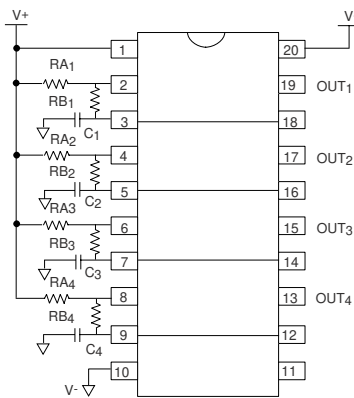 V+
V
1
20
RA1
2
19
OUT1
RB1
3
18
C1
RA2
4
17
OUT2
RB2
5
16
C2
RA3
6
15
OUT3
RB3
7
14
C3
RA4
8
13
OUT4
RB4
9
12
C4
10
11
V-